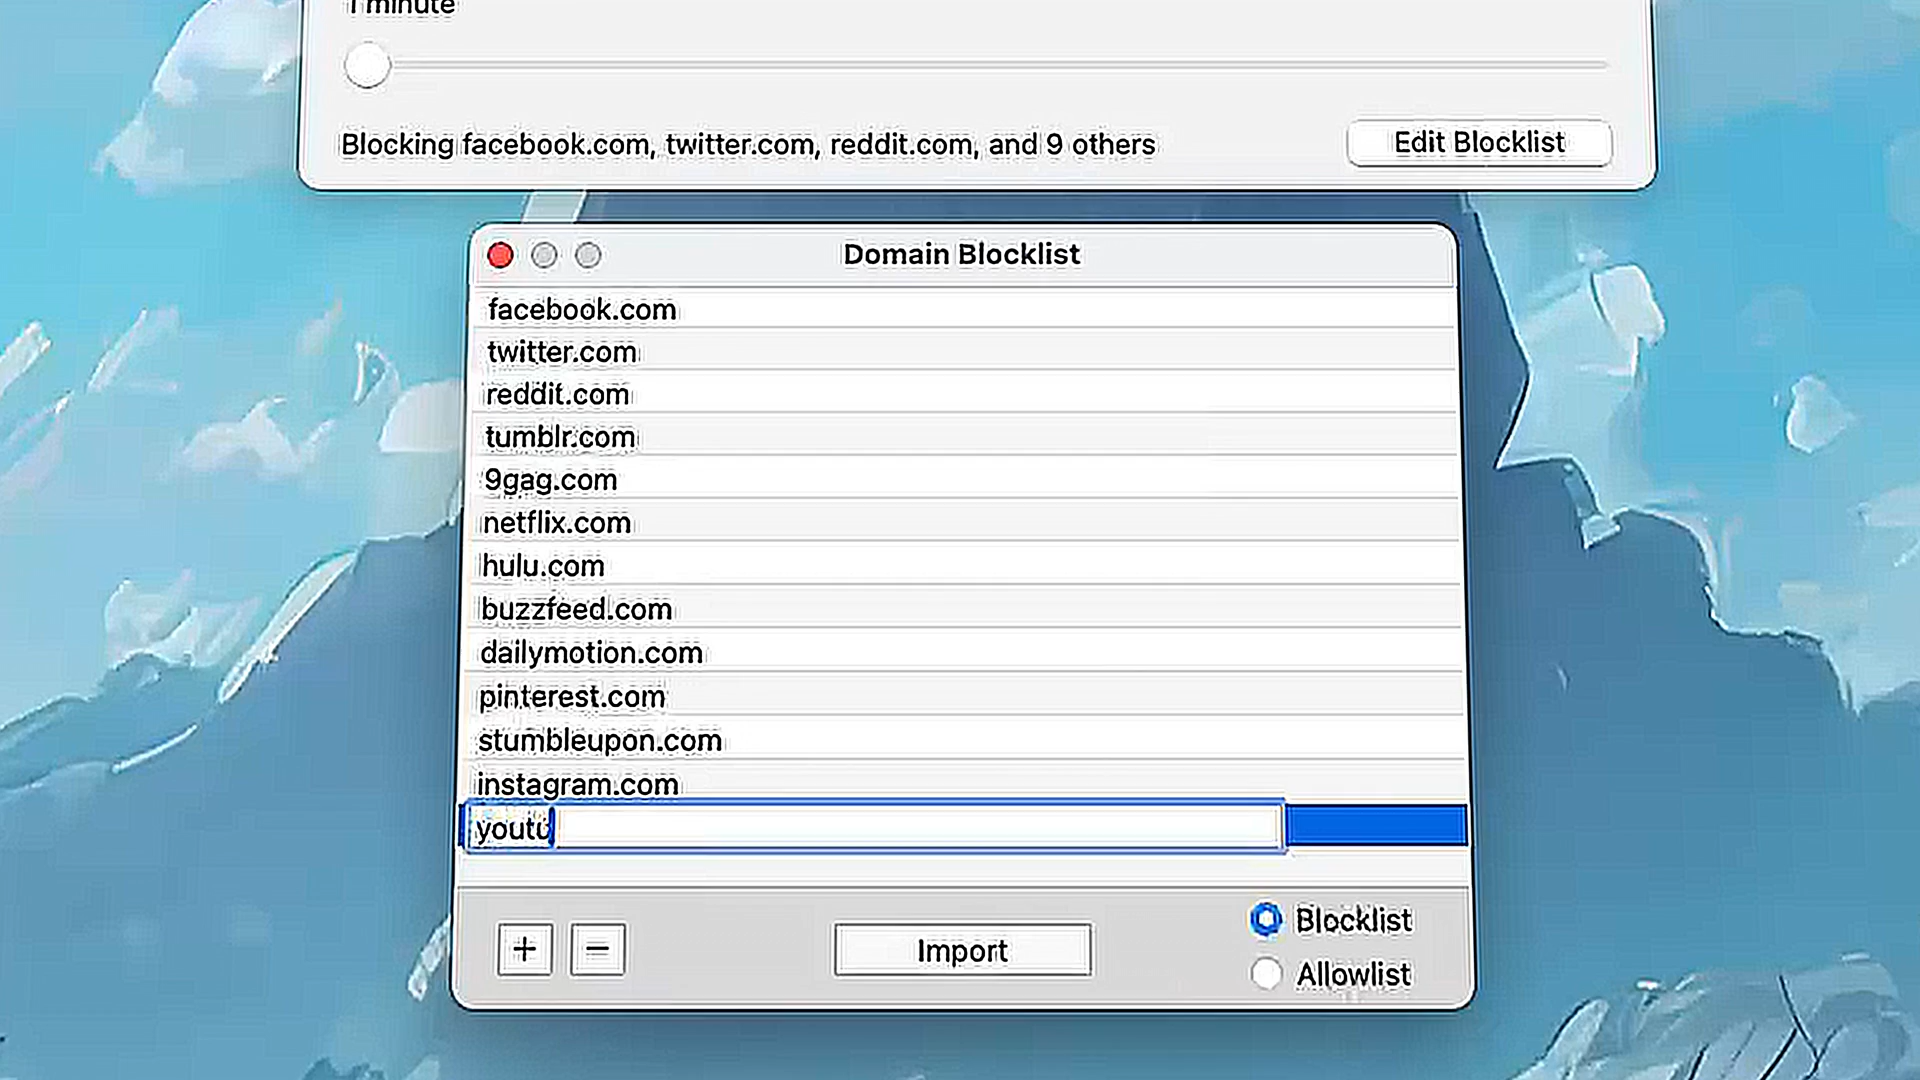 1 minute
Blocking facebook.com, twitter.com, reddit.com, and 9 others
Edit Blocklist
Domain Blocklist
facebook.com
twitter.com
reddit.com
tumblr.com
9gag.com
netflix.com
hulu.com
buzzfeed.com
dailymotion.com
pinterest.com
stumbleupon.com
instagram.com
youtu
+ −
Import
Blocklist
Allowlist